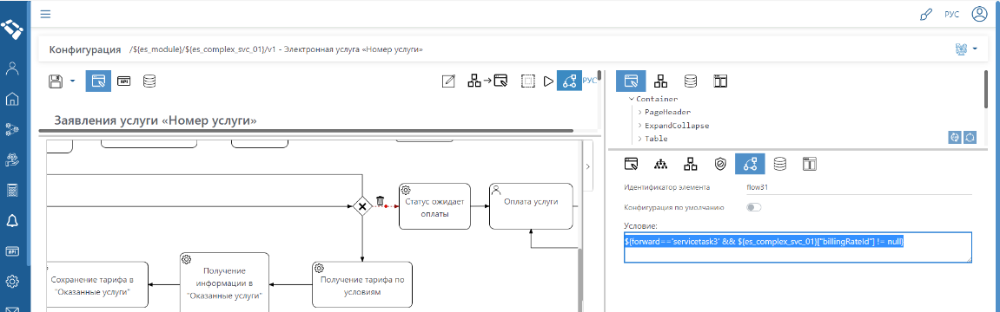 РУС
Конфигурация /${es_module}/${es_complex_svc_01}/v1 - Электронная услуга «Номер услуги»
API
РУС
Заявления услуги «Номер услуги»
Container
PageHeader
ExpandCollapse
Table
Идентификатор элемента flow31
Конфигурация по умолчанию
Условие:
${forward=='servicetask3' && ${es_complex_svc_01}["billingRateId"] != null}
Статус ожидает
оплаты
Оплата услуги
Сохранение тарифа в
"Оказанные услуги"
Получение
информации в
"Оказанные услуги"
Получение тарифа по
условиям
API